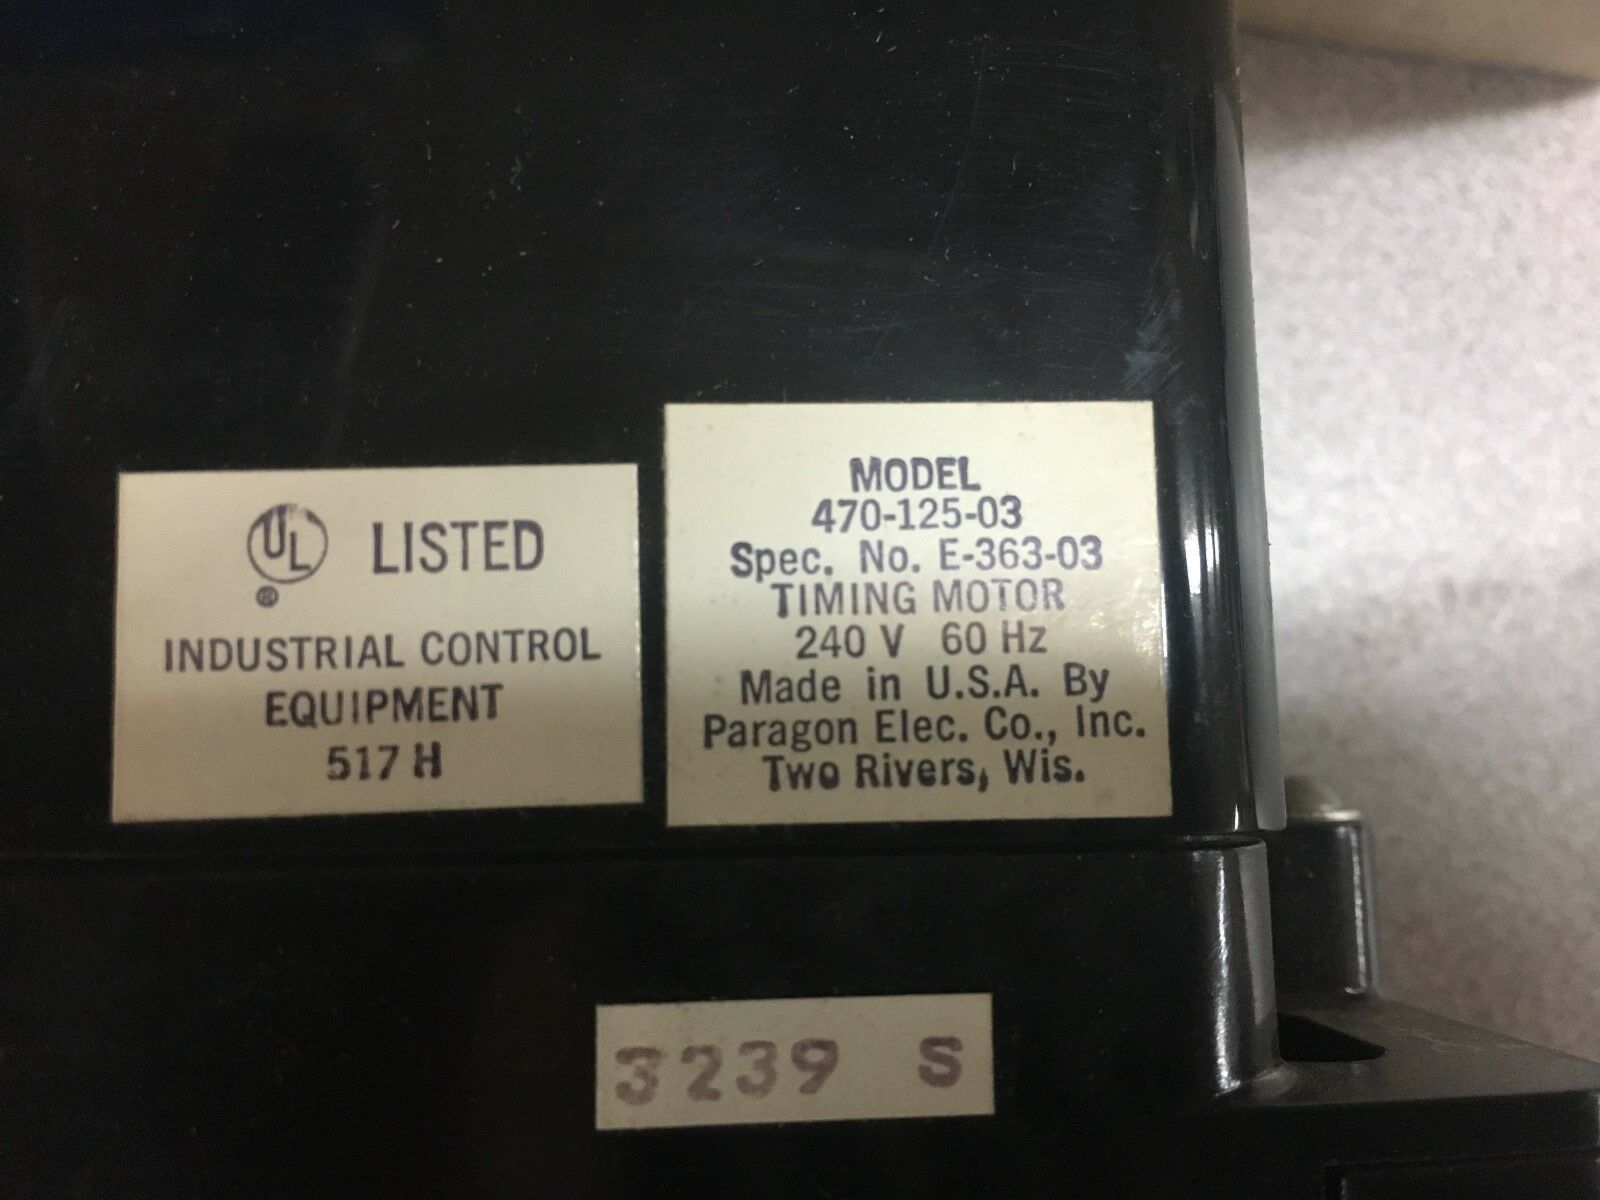 UL LISTED
®
INDUSTRIAL CONTROL
EQUIPMENT
517 H
MODEL
470-125-03
Spec. No. E-363-03
TIMING MOTOR
240 V 60 Hz
Made in U.S.A. By
Paragon Elec. Co., Inc.
Two Rivers, Wis.
3239 S